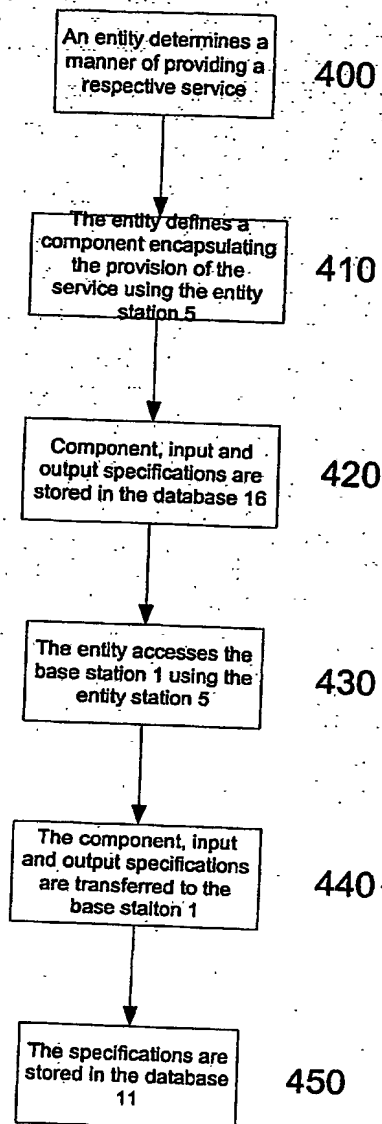 An entity determines a
manner of providing a
respective service
400
The entity defines a
component encapsulating
the provision of the
service using the entity
station 5
410
Component, input and
output specifications are
stored in the database 16
420
The entity accesses the
base station 1 using the
entity station 5
430
The component, input
and output specifications
are transferred to the
base staiton 1
440
The specifications are
stored in the database
11
450